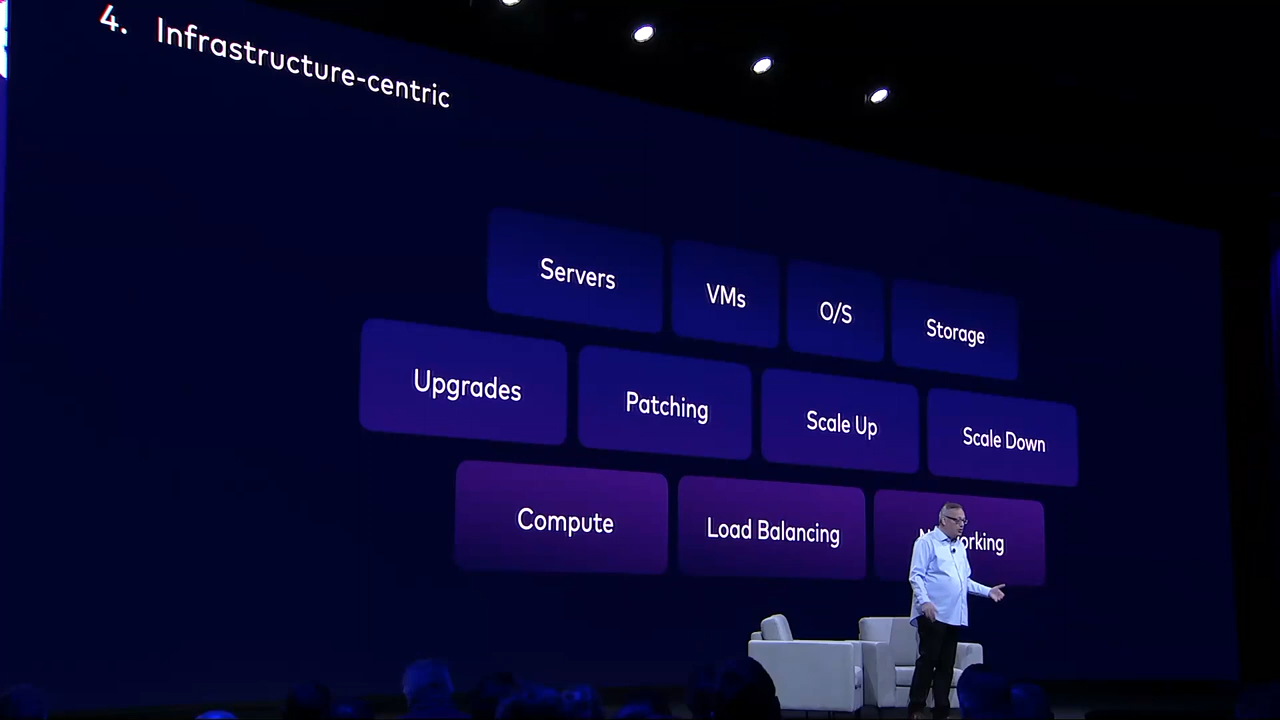 4. Infrastructure-centric
Servers
VMs
O/S
Storage
Upgrades
Patching
Scale Up
Scale Down
Compute
Load Balancing